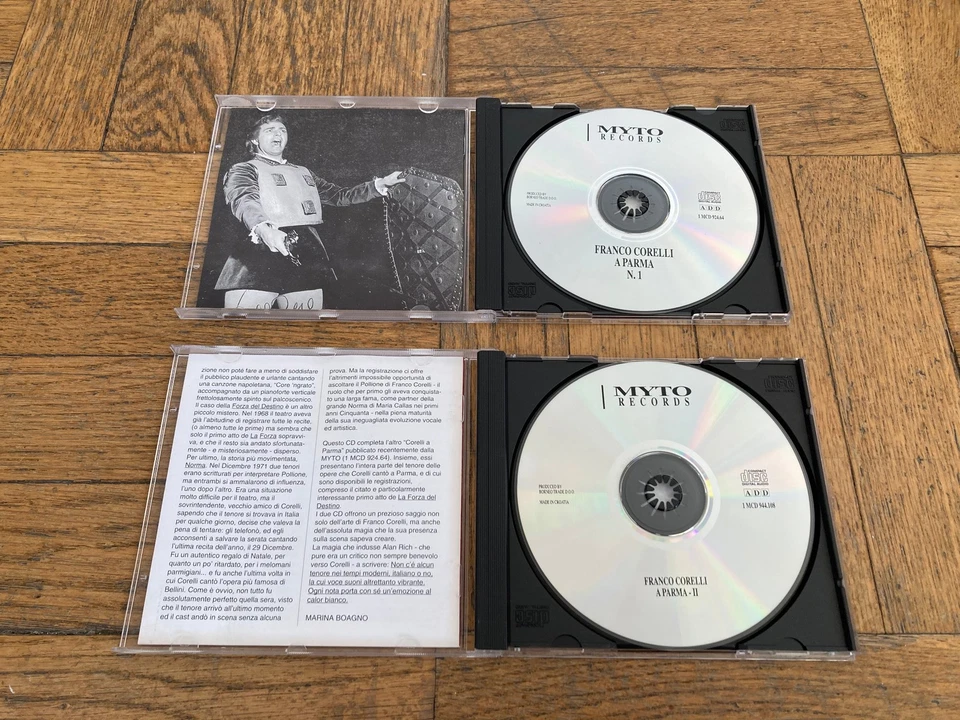 MYTO
RECORDS
PRODUCED BY
MADE IN CROATIA
COMPACT
disc
DIGITAL AUDIO
ADD
1 MCD 924.64
FRANCO CORELLI
A PARMA
N. 1
zione non poté fare a meno di soddisfare
il pubblico plaudente e urlante cantando
una canzone napoletana, "Core 'ngrato",
accompagnato da un pianoforte verticale
frettolosamente spinto sul palcoscenico.
Il caso della Forza del Destino è un altro
piccolo mistero. Nel 1968 il teatro aveva
già l'abitudine di registrare tutte le recite,
(o almeno tutte le prime) ma sembra che
solo il primo atto de La Forza sopravvi-
va, e che il resto sia andato sfortunata-
mente - e misteriosamente - disperso.
Per ultimo, la storia più movimentata,
Norma. Nel Dicembre 1971 due tenori
erano scritturati per interpretare Pollione,
ma entrambi si ammalarono di influenza,
l'uno dopo l'altro. Era una situazione
molto difficile per il teatro, ma il
sovrintendente, vecchio amico di Corelli,
sapendo che il tenore si trovava in Italia
per qualche giorno, decise che valeva la
pena di tentare: gli telefonò, ed egli
acconsentì a salvare la serata cantando
l'ultima recita dell'anno, il 29 Dicembre.
Fu un autentico regalo di Natale, per
quanto un po' ritardato, per i melomani
parmigiani... e fu anche l'ultima volta in
cui Corelli cantò l'opera più famosa di
Bellini. Come è ovvio, non tutto fu
assolutamente perfetto quella sera, visto
che il tenore arrivò all'ultimo momento
ed il cast andò in scena senza alcuna
prova. Ma la registrazione ci offre
l'altrimenti impossibile opportunità di
ascoltare il Pollione di Franco Corelli - il
ruolo che per primo gli aveva conquista-
to una larga fama, come partner della
grande Norma di Maria Callas nei primi
anni Cinquanta - nella piena maturità
della sua ineguagliata evoluzione vocale
ed artistica.
Questo CD completa l'altro "Corelli a
Parma" pubblicato recentemente dalla
MYTO (1 MCD 924.64). Insieme, essi
presentano l'intera parte del tenore delle
opere che Corelli cantò a Parma, e di cui
sono disponibili le registrazioni,
compreso il citato e particolarmente
interessante primo atto de La Forza del
Destino.
I due CD offrono un prezioso saggio non
solo dell'arte di Franco Corelli, ma anche
dell'assoluta magia che la sua presenza
sulla scena sapeva creare.
La magia che indusse Alan Rich - che
pure era un critico non sempre benevolo
verso Corelli - a scrivere: Non c'è alcun
tenore nei tempi moderni, italiano o no,
la cui voce suoni altrettanto vibrante.
Ogni nota porta con sé un'emozione al
calor bianco.
MARINA BOAGNO
MYTO
RECORDS
PRODUCED BY
MADE IN CROATIA
COMPACT
disc
DIGITAL AUDIO
ADD
1 MCD 944.108
FRANCO CORELLI
A PARMA - II